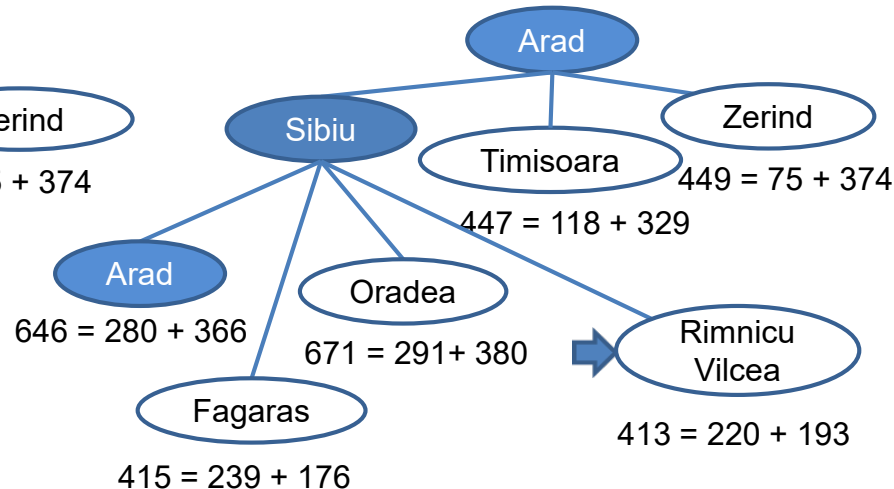 Arad
Sibiu
Zerind
erind
Timisoara
449 = 75 + 374
+ 374
447 = 118 + 329
Arad
Oradea
646 = 280 + 366
671 = 291+ 380
Rimnicu
Vilcea
Fagaras
413 = 220 + 193
415 = 239 + 176